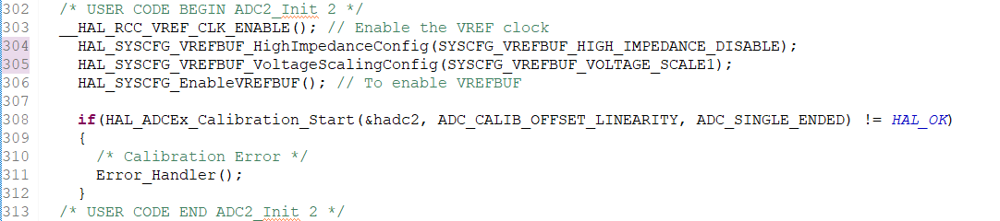 302 /* USER CODE BEGIN ADC2_Init 2 */
303 __HAL_RCC_VREF_CLK_ENABLE(); // Enable the VREF clock
304 HAL_SYSCFG_VREFBUF_HighImpedanceConfig(SYSCFG_VREFBUF_HIGH_IMPEDANCE_DISABLE);
305 HAL_SYSCFG_VREFBUF_VoltageScalingConfig(SYSCFG_VREFBUF_VOLTAGE_SCALE1);
306 HAL_SYSCFG_EnableVREFBUF(); // To enable VREFBUF
307
308 if(HAL_ADCEx_Calibration_Start(&hadc2, ADC_CALIB_OFFSET_LINEARITY, ADC_SINGLE_ENDED) != HAL_OK)
309 {
310 /* Calibration Error */
311 Error_Handler();
312 }
313 /* USER CODE END ADC2_Init 2 */